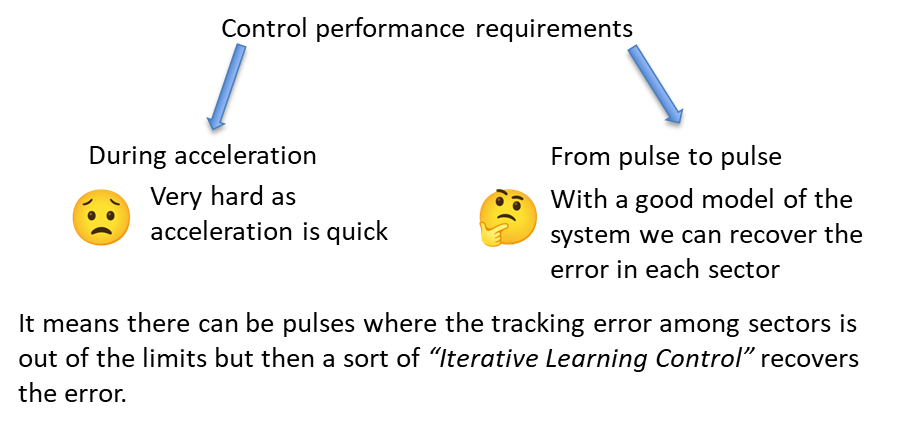 Control performance requirements
During acceleration
Very hard as
acceleration is quick
From pulse to pulse
With a good model of the
system we can recover the
error in each sector
It means there can be pulses where the tracking error among sectors is
out of the limits but then a sort of “Iterative Learning Control” recovers
the error.